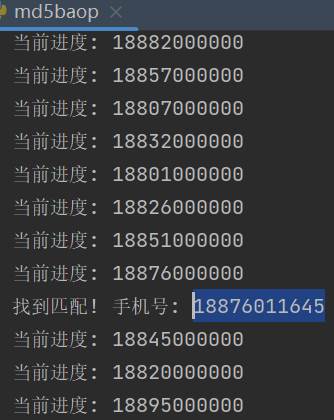 md5baop
当前进度: 18882000000
当前进度: 18857000000
当前进度: 18807000000
当前进度: 18832000000
当前进度: 18801000000
当前进度: 18826000000
当前进度: 18851000000
当前进度: 18876000000
找到匹配! 手机号: 18876011645
当前进度: 18845000000
当前进度: 18820000000
当前进度: 18895000000